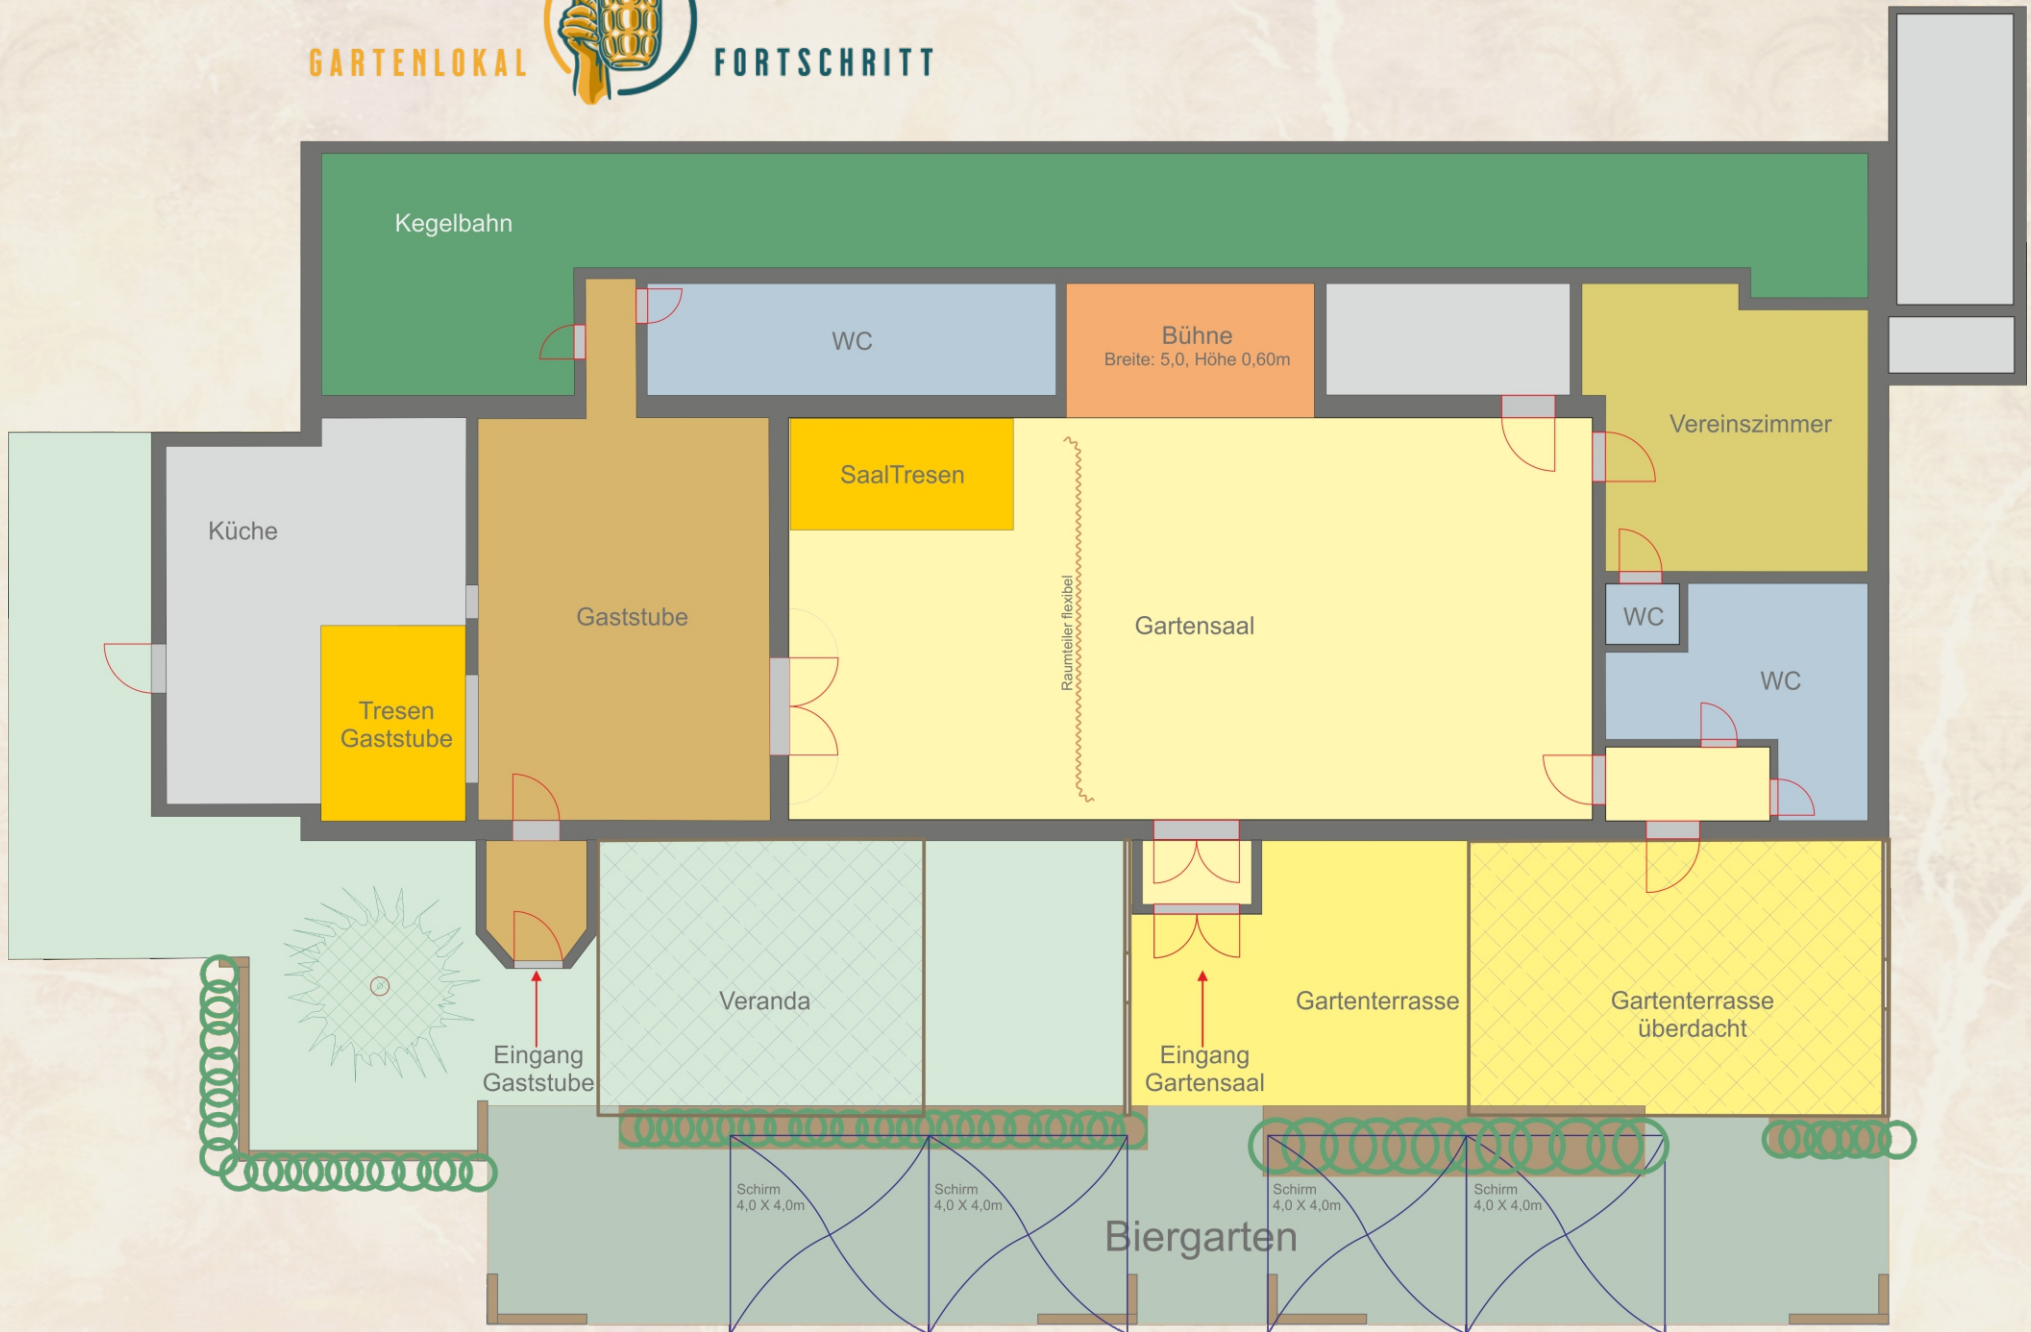 GARTENLOKAL FORTSCHRITT
Kegelbahn
WC
Bühne
Breite: 5,0, Höhe 0,60m
Vereinszimmer
SaalTresen
Küche
Raumteiler flexibel
Gaststube
Gartensaal
WC
WC
Tresen
Gaststube
Veranda
Gartenterrasse
Gartenterrasse
überdacht
Eingang
Gaststube
Eingang
Gartensaal
Schirm
4,0 X 4,0m
Schirm
4,0 X 4,0m
Schirm
4,0 X 4,0m
Schirm
4,0 X 4,0m
Biergarten